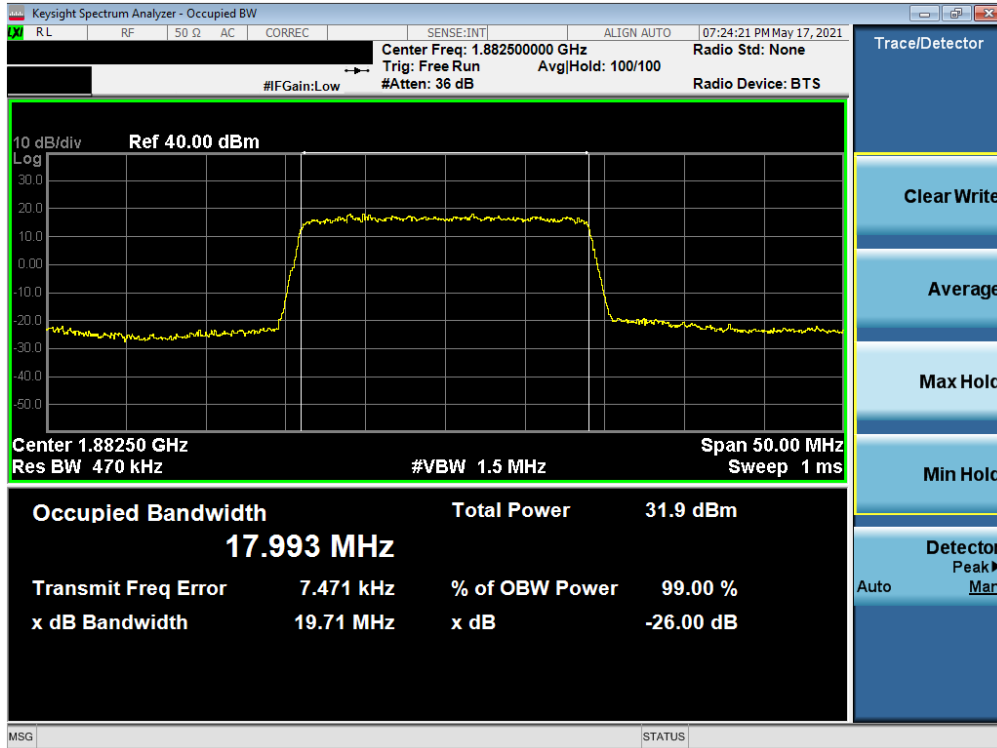 Keysight Spectrum Analyzer - Occupied BW
LXI RL RF 50 Ω AC CORREC SENSE:INT ALIGN AUTO 07:24:21 PM May 17, 2021
Center Freq: 1.882500000 GHz Radio Std: None
Trig: Free Run Avg|Hold: 100/100
#IFGain:Low #Atten: 36 dB Radio Device: BTS
Trace/Detector
10 dB/div Ref 40.00 dBm
Log
30.0
20.0
10.0
0.00
-10.0
-20.0
-30.0
-40.0
-50.0
Center 1.88250 GHz Span 50.00 MHz
Res BW 470 kHz #VBW 1.5 MHz Sweep 1 ms
Occupied Bandwidth Total Power 31.9 dBm
17.993 MHz
Transmit Freq Error 7.471 kHz % of OBW Power 99.00 %
x dB Bandwidth 19.71 MHz x dB -26.00 dB
Clear Write
Average
Max Hold
Min Hold
Detector
Peak
Auto Man
MSG STATUS